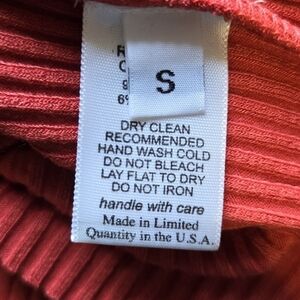 S
DRY CLEAN
RECOMMENDED
HAND WASH COLD
DO NOT BLEACH
LAY FLAT TO DRY
DO NOT IRON
handle with care
Made in Limited
Quantity in the U.S.A.